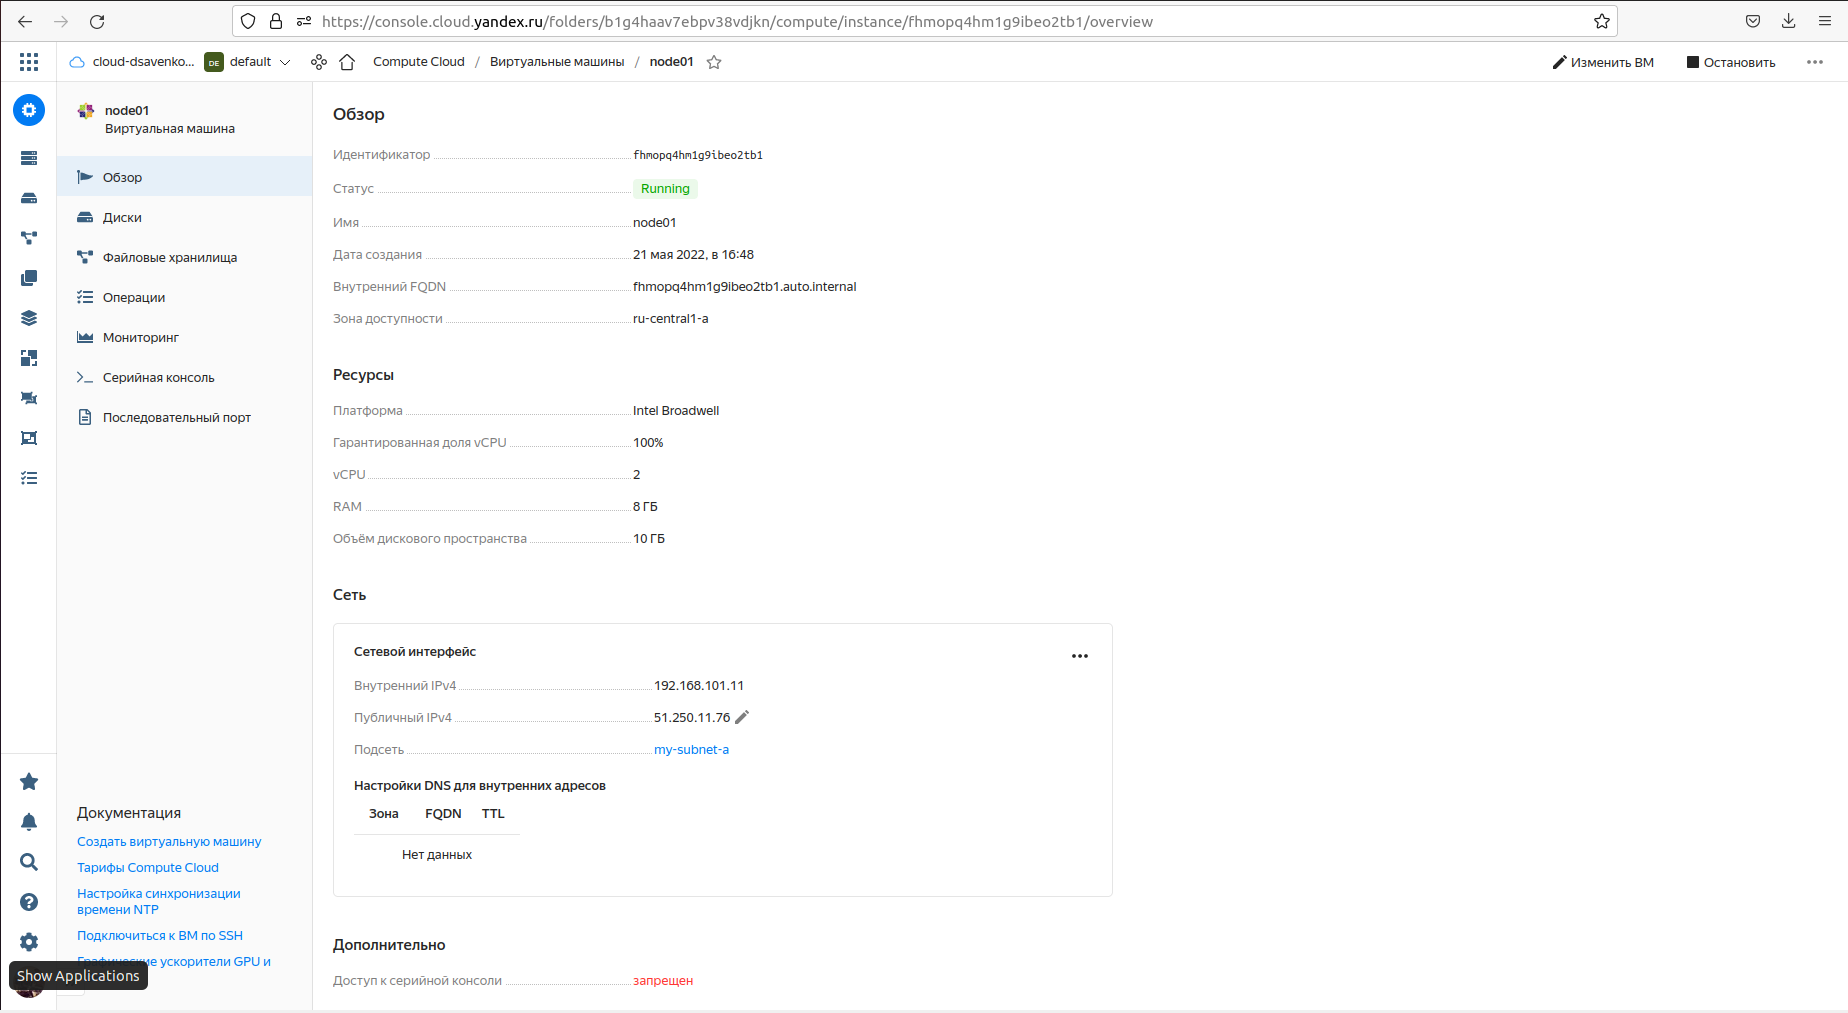 https://console.cloud.yandex.ru/folders/b1g4haav7ebpv38vdjkn/compute/instance/fhmopq4hm1g9ibeo2tb1/overview
cloud-dsavenko... DE default Compute Cloud / Виртуальные машины / node01 Изменить ВМ Остановить
node01
Виртуальная машина
Обзор
Диски
Файловые хранилища
Операции
Мониторинг
Серийная консоль
Последовательный порт
Документация
Создать виртуальную машину
Тарифы Compute Cloud
Настройка синхронизации
времени NTP
Подключиться к ВМ по SSH
Графические ускорители GPU и
Show Applications
Обзор
Идентификатор fhmopq4hm1g9ibeo2tb1
Статус Running
Имя node01
Дата создания 21 мая 2022, в 16:48
Внутренний FQDN fhmopq4hm1g9ibeo2tb1.auto.internal
Зона доступности ru-central1-a
Ресурсы
Платформа Intel Broadwell
Гарантированная доля vCPU 100%
vCPU 2
RAM 8 ГБ
Объём дискового пространства 10 ГБ
Сеть
Сетевой интерфейс
Внутренний IPv4 192.168.101.11
Публичный IPv4 51.250.11.76
Подсеть my-subnet-a
Настройки DNS для внутренних адресов
Зона FQDN TTL
Нет данных
Дополнительно
Доступ к серийной консоли запрещен